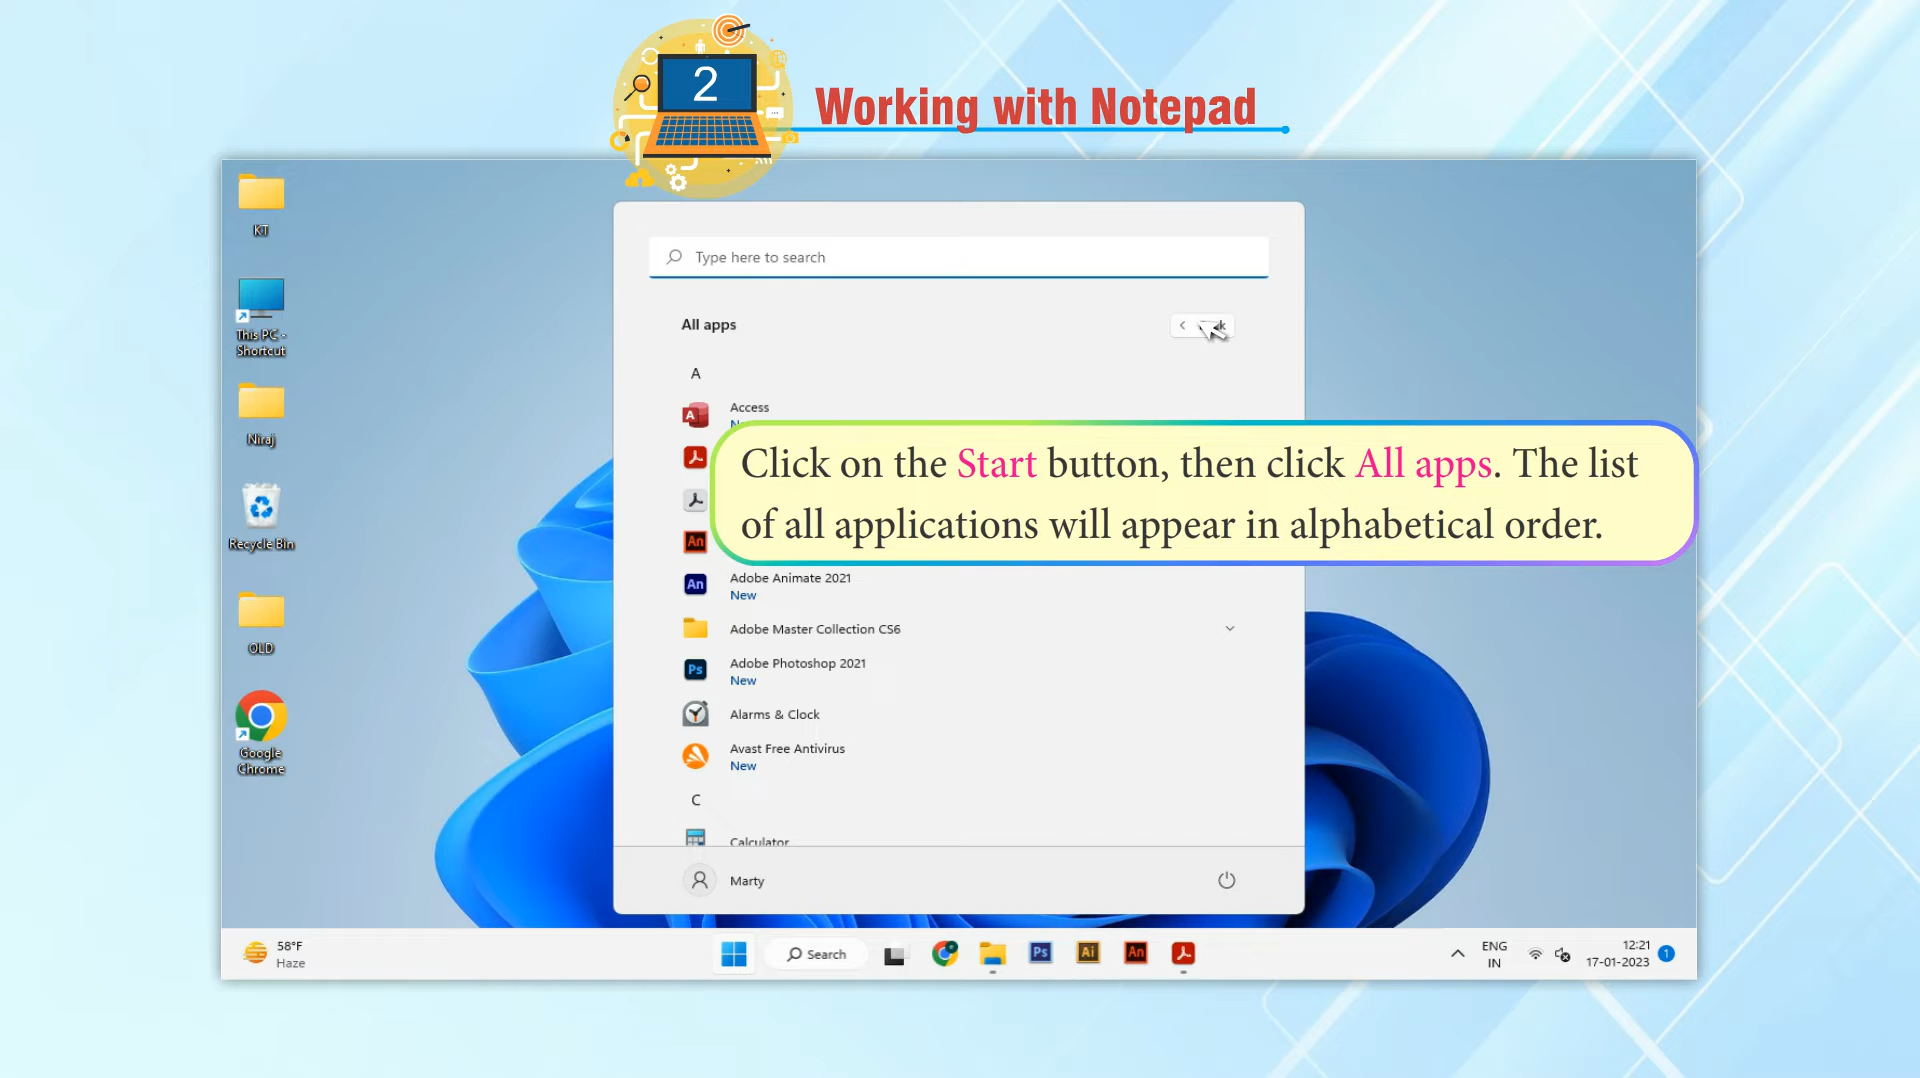 2
Working with Notepad
KT
This PC -
Shortcut
Niraj
Recycle Bin
OLD
Google
Chrome
Type here to search
All apps
A
Access
Click on the Start button, then click All apps. The list
of all applications will appear in alphabetical order.
Adobe Animate 2021
New
Adobe Master Collection CS6
Adobe Photoshop 2021
New
Alarms & Clock
Avast Free Antivirus
New
C
Calculator
Marty
58°F
Haze
Search
ENG
IN
12:21
17-01-2023
1